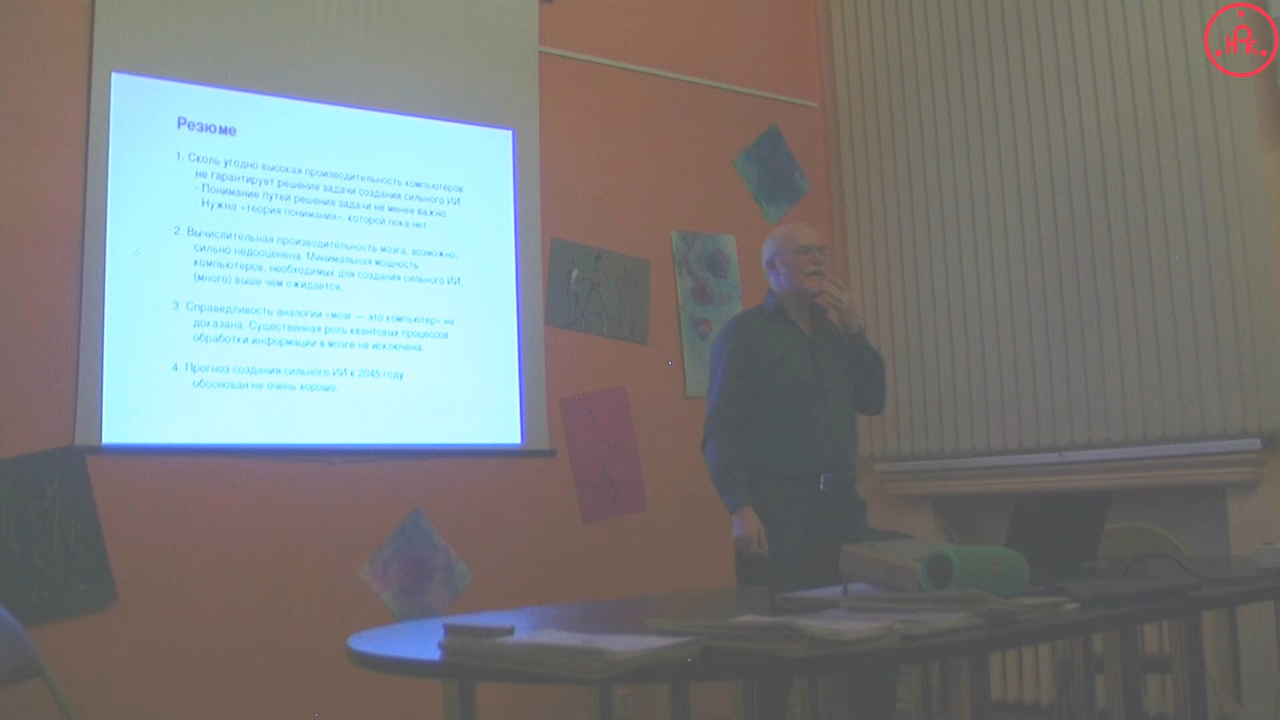 Резюме
1. Сколь угодно высокая производительность компьютеров
не гарантирует решение задачи создания сильного ИИ.
- Понимание путей решения задачи не менее важно.
- Нужна «теория понимания», которой пока нет.
2. Вычислительная производительность мозга, возможно,
сильно недооценена. Минимальная мощность
компьютеров, необходимых для создания сильного ИИ,
(много) выше чем ожидается.
3. Справедливость аналогии «мозг — это компьютер» не
доказана. Существенная роль квантовых процессов
обработки информации в мозге не исключена.
4. Прогноз создания сильного ИИ к 2045 году
обоснован не очень хорошо.